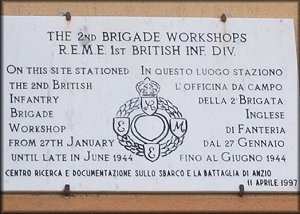 THE 2ND BRIGADE WORKSHOPS
R.E.M.E. 1ST BRITISH INF. DIV.
ON THIS SITE STATIONED
THE 2ND BRITISH
INFANTRY
BRIGADE
WORKSHOP
FROM 27TH JANUARY
UNTIL LATE IN JUNE 1944
IN QUESTO LUOGO STAZIONO
L'OFFICINA DA CAMPO
DELLA 2ª BRIGATA
INGLESE
DI FANTERIA
DAL 27 GENNAIO
FINO AL GIUGNO 1944
R
E M
E
CENTRO RICERCA E DOCUMENTAZIONE SULLO SBARCO E LA BATTAGLIA DI ANZIO
11 APRILE 1997